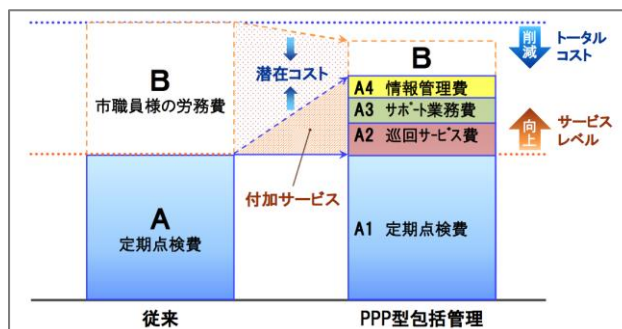 B
市職員様の労務費
A
定期点検費
従来
潜在コスト
付加サービス
B
A4 情報管理費
A3 サポート業務費
A2 巡回サービス費
A1 定期点検費
PPP型包括管理
削減
トータル
コスト
向上
サービス
レベル